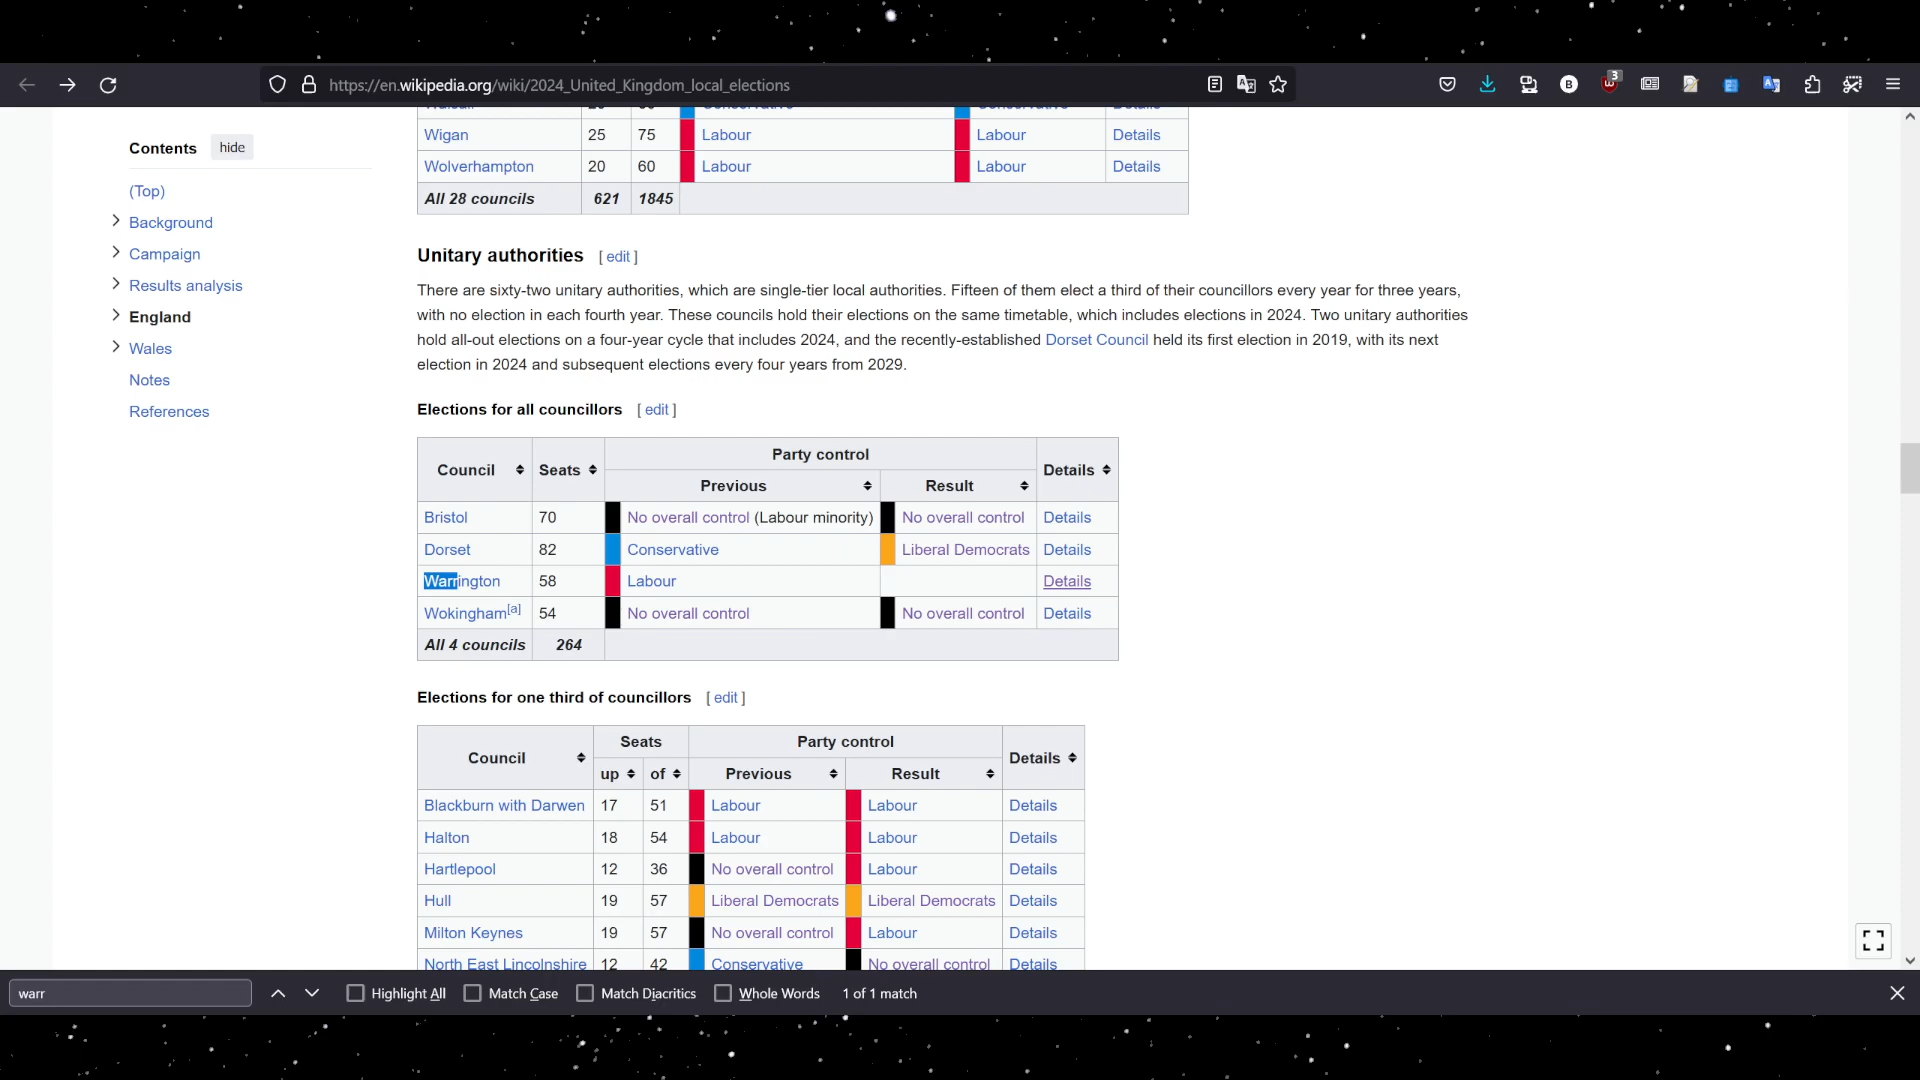 https://en.wikipedia.org/wiki/2024_United_Kingdom_local_elections
3
Contents hide
(Top)
Background
Campaign
Results analysis
England
Wales
Notes
References
Wigan 25 75 Labour Labour Details
Wolverhampton 20 60 Labour Labour Details
All 28 councils 621 1845
Unitary authorities [ edit ]
There are sixty-two unitary authorities, which are single-tier local authorities. Fifteen of them elect a third of their councillors every year for three years,
with no election in each fourth year. These councils hold their elections on the same timetable, which includes elections in 2024. Two unitary authorities
hold all-out elections on a four-year cycle that includes 2024, and the recently-established Dorset Council held its first election in 2019, with its next
election in 2024 and subsequent elections every four years from 2029.
Elections for all councillors [ edit ]
Council Seats Party control Details
Previous Result
Bristol 70 No overall control (Labour minority) No overall control Details
Dorset 82 Conservative Liberal Democrats Details
Warrington 58 Labour Details
Wokingham[a] 54 No overall control No overall control Details
All 4 councils 264
Elections for one third of councillors [ edit ]
Council Seats Party control Details
up of Previous Result
Blackburn with Darwen 17 51 Labour Labour Details
Halton 18 54 Labour Labour Details
Hartlepool 12 36 No overall control Labour Details
Hull 19 57 Liberal Democrats Liberal Democrats Details
Milton Keynes 19 57 No overall control Labour Details
North East Lincolnshire 12 42 Conservative No overall control Details
warr Highlight All Match Case Match Diacritics Whole Words 1 of 1 match